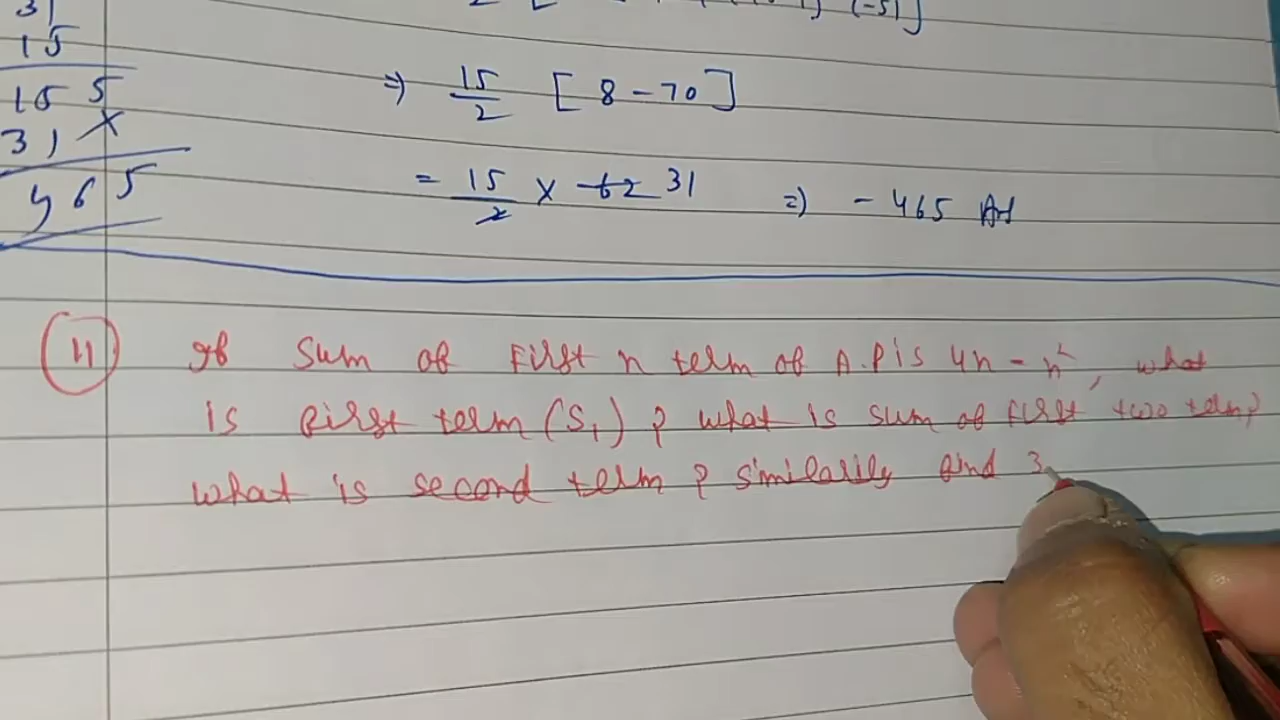 31
15
155
31 X
465
(-5)]
=) 15/2 [8-70]
= 15/2 X -62 31 =) -465 Ans
(11) If Sum of First n term of A.P is 4n - n², what
is first term (S₁) ? what is sum of First two term?
what is second term ? similarily find 3